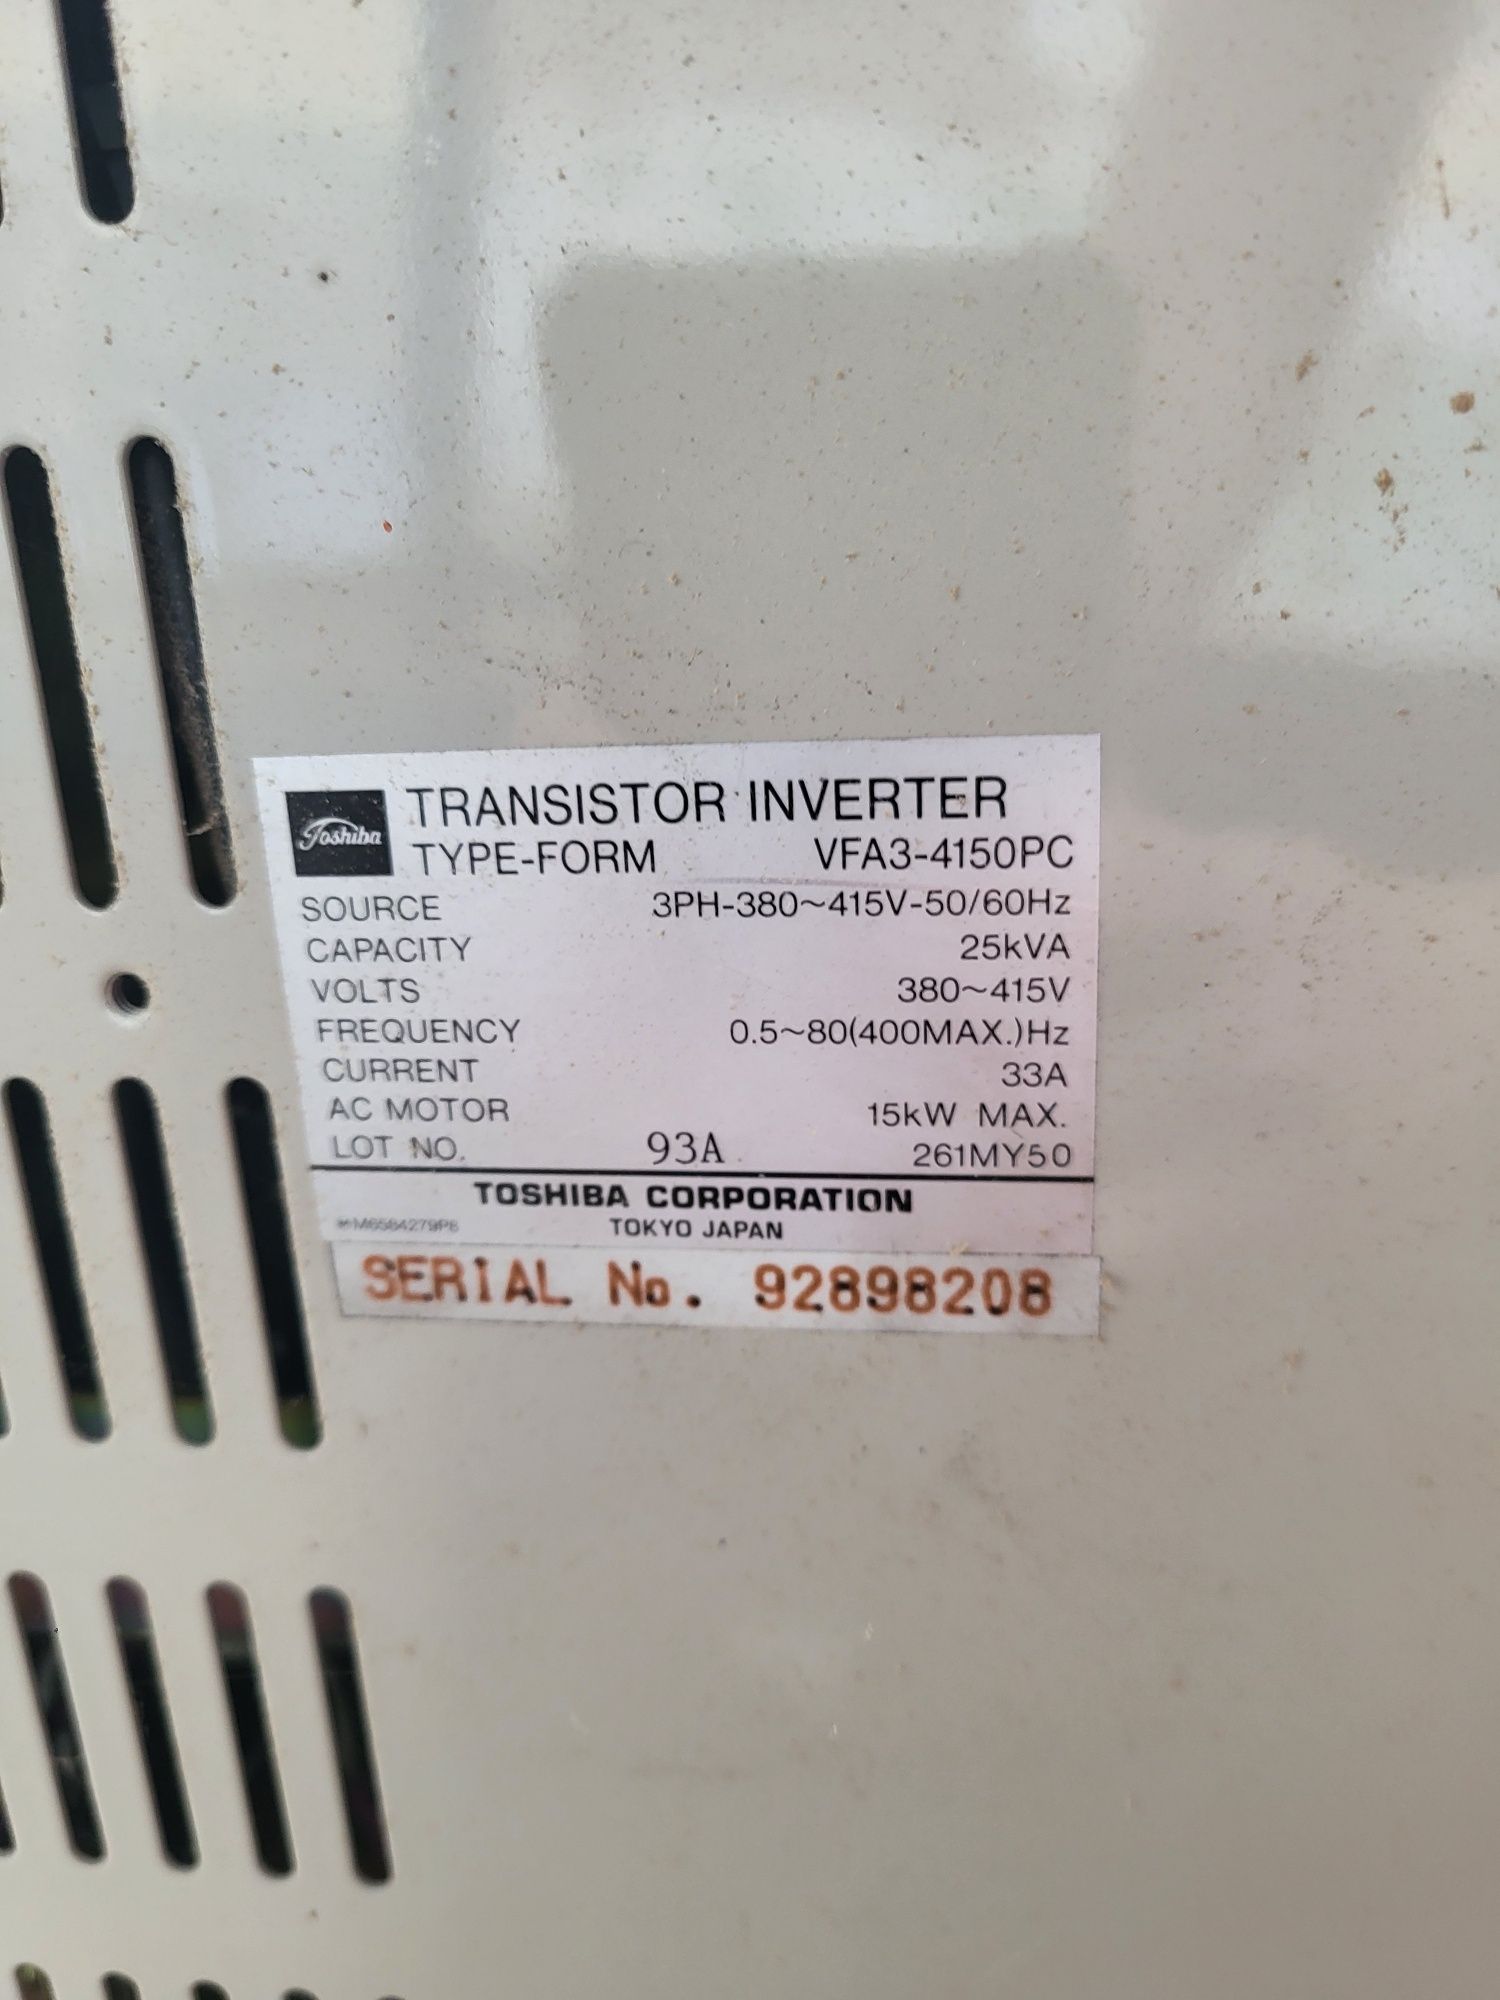 Toshiba
TRANSISTOR INVERTER
TYPE-FORM VFA3-4150PC
SOURCE 3PH-380~415V-50/60Hz
CAPACITY 25kVA
VOLTS 380~415V
FREQUENCY 0.5~80(400MAX.)Hz
CURRENT 33A
AC MOTOR 15kW MAX.
LOT NO. 93A 261MY50
TOSHIBA CORPORATION
TOKYO JAPAN
SERIAL No. 92898208